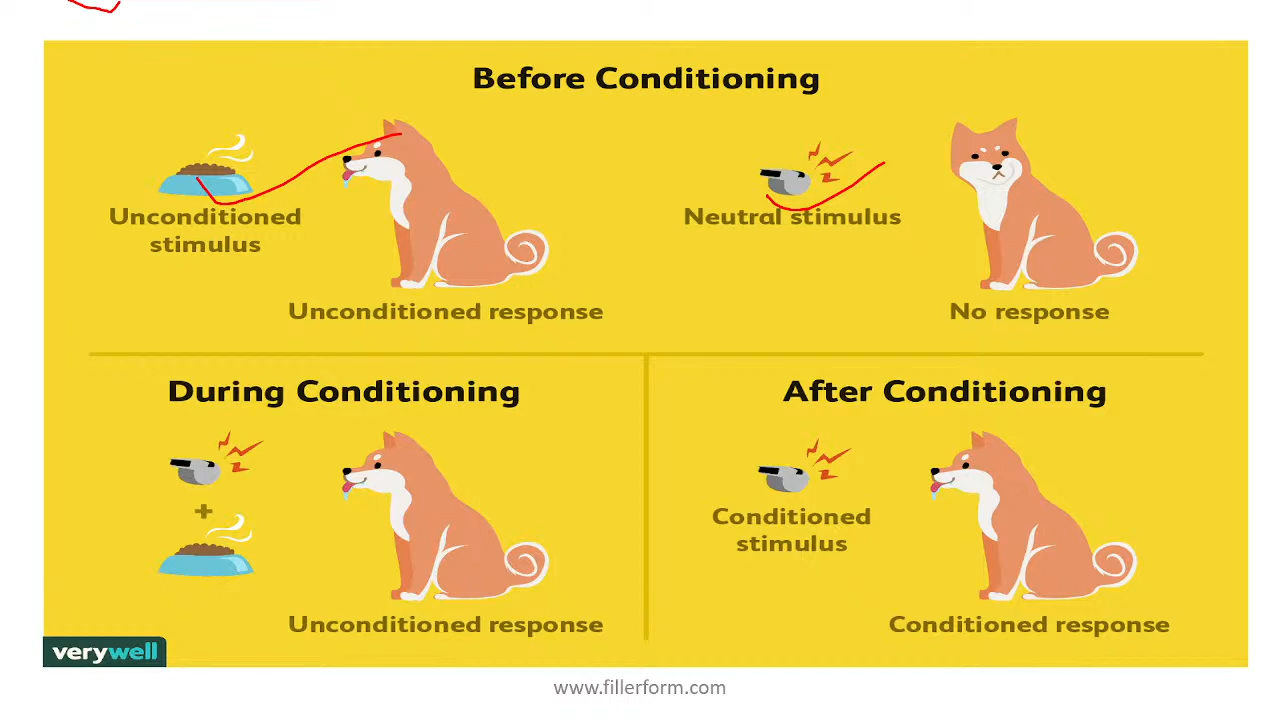 Before Conditioning
Unconditioned
stimulus
Unconditioned response
Neutral stimulus
No response
During Conditioning
+
Unconditioned response
After Conditioning
Conditioned
stimulus
Conditioned response
verywell
www.fillerform.com